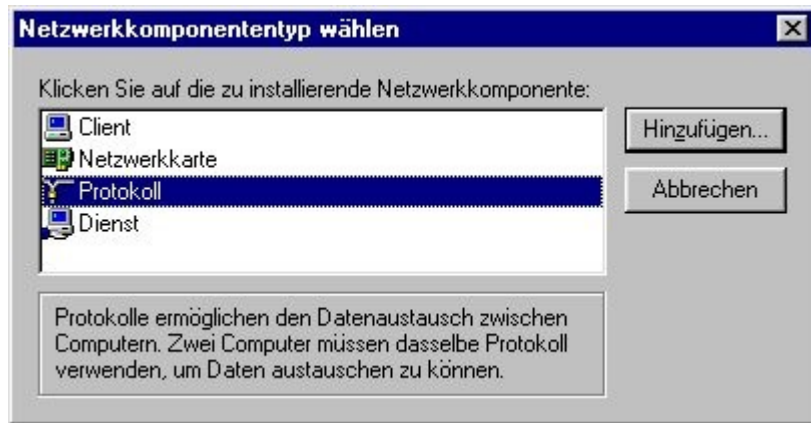 Netzwerkkomponententyp wählen
Klicken Sie auf die zu installierende Netzwerkkomponente:
Client
Netzwerkkarte
Protokoll
Dienst
Hinzufügen...
Abbrechen
Protokolle ermöglichen den Datenaustausch zwischen
Computern. Zwei Computer müssen dasselbe Protokoll
verwenden, um Daten austauschen zu können.